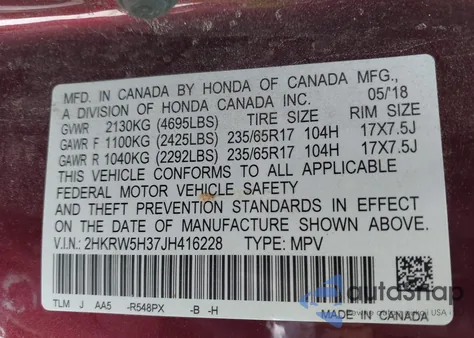 MFD. IN CANADA BY HONDA OF CANADA MFG.,
A DIVISION OF HONDA CANADA INC. 05/18
GVWR 2130KG (4695LBS) TIRE SIZE RIM SIZE
GAWR F 1100KG (2425LBS) 235/65R17 104H 17X7.5J
GAWR R 1040KG (2292LBS) 235/65R17 104H 17X7.5J
THIS VEHICLE CONFORMS TO ALL APPLICABLE
FEDERAL MOTOR VEHICLE SAFETY
AND THEFT PREVENTION STANDARDS IN EFFECT
ON THE DATE OF MANUFACTURE SHOWN ABOVE.
V.I.N.: 2HKRW5H37JH416228 TYPE: MPV
TLM J AA5 -R548PX -B -H
MADE IN CANADA
autosnap